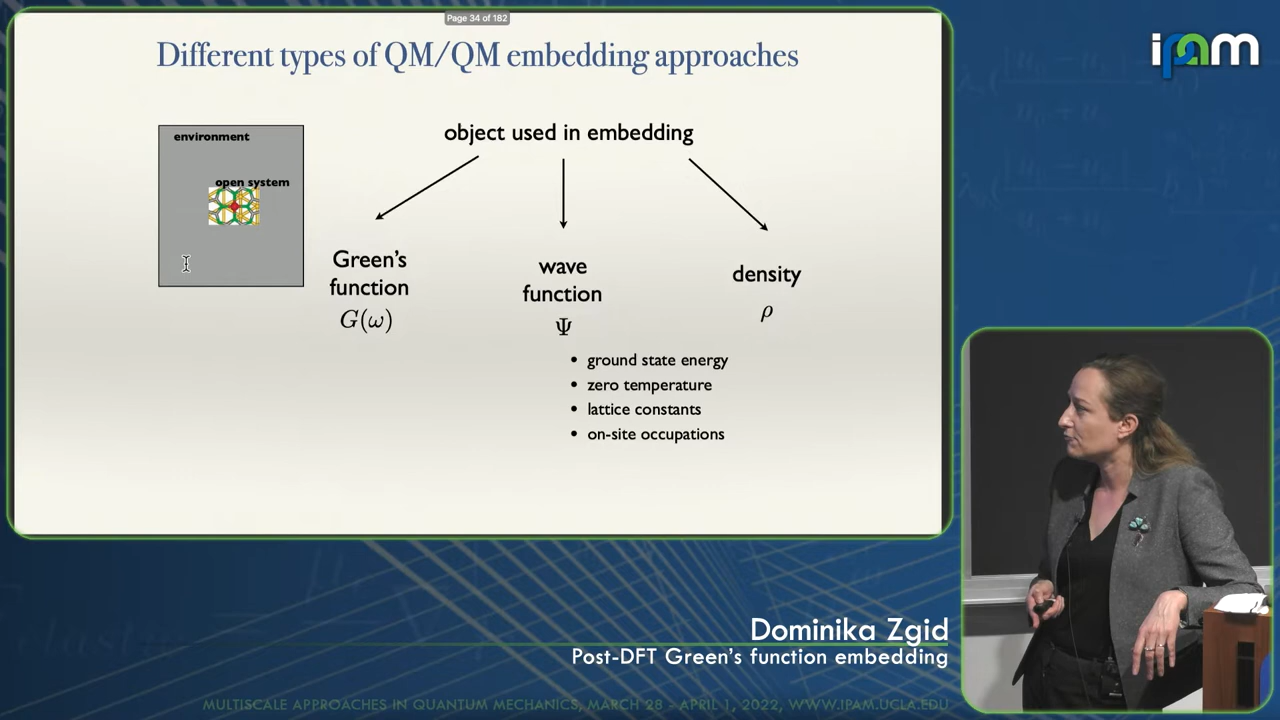 Page 34 of 182
Different types of QM/QM embedding approaches
ipam
environment
open system
object used in embedding
Green's
function
G(ω)
wave
function
Ψ
density
ρ
• ground state energy
• zero temperature
• lattice constants
• on-site occupations
Dominika Zgid
Post-DFT Green's function embedding
MULTISCALE APPROACHES IN QUANTUM MECHANICS, MARCH 28 - APRIL 1, 2022, WWW.IPAM.UCLA.EDU